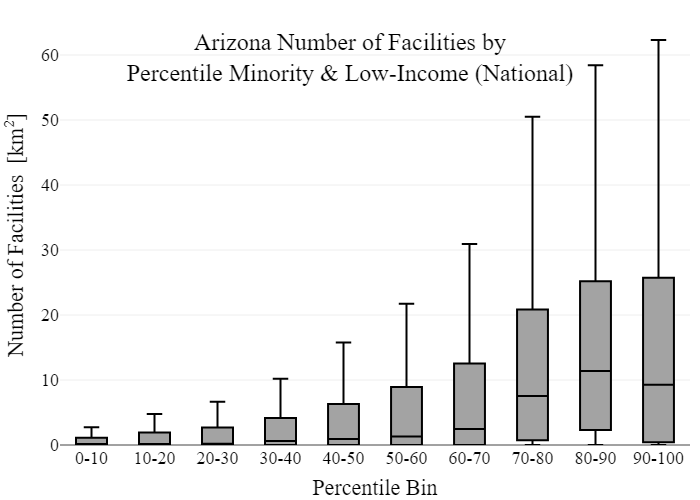 Arizona Number of Facilities by
Percentile Minority & Low-Income (National)
Number of Facilities [km²]
60
50
40
30
20
10
0
0-10 10-20 20-30 30-40 40-50 50-60 60-70 70-80 80-90 90-100
Percentile Bin